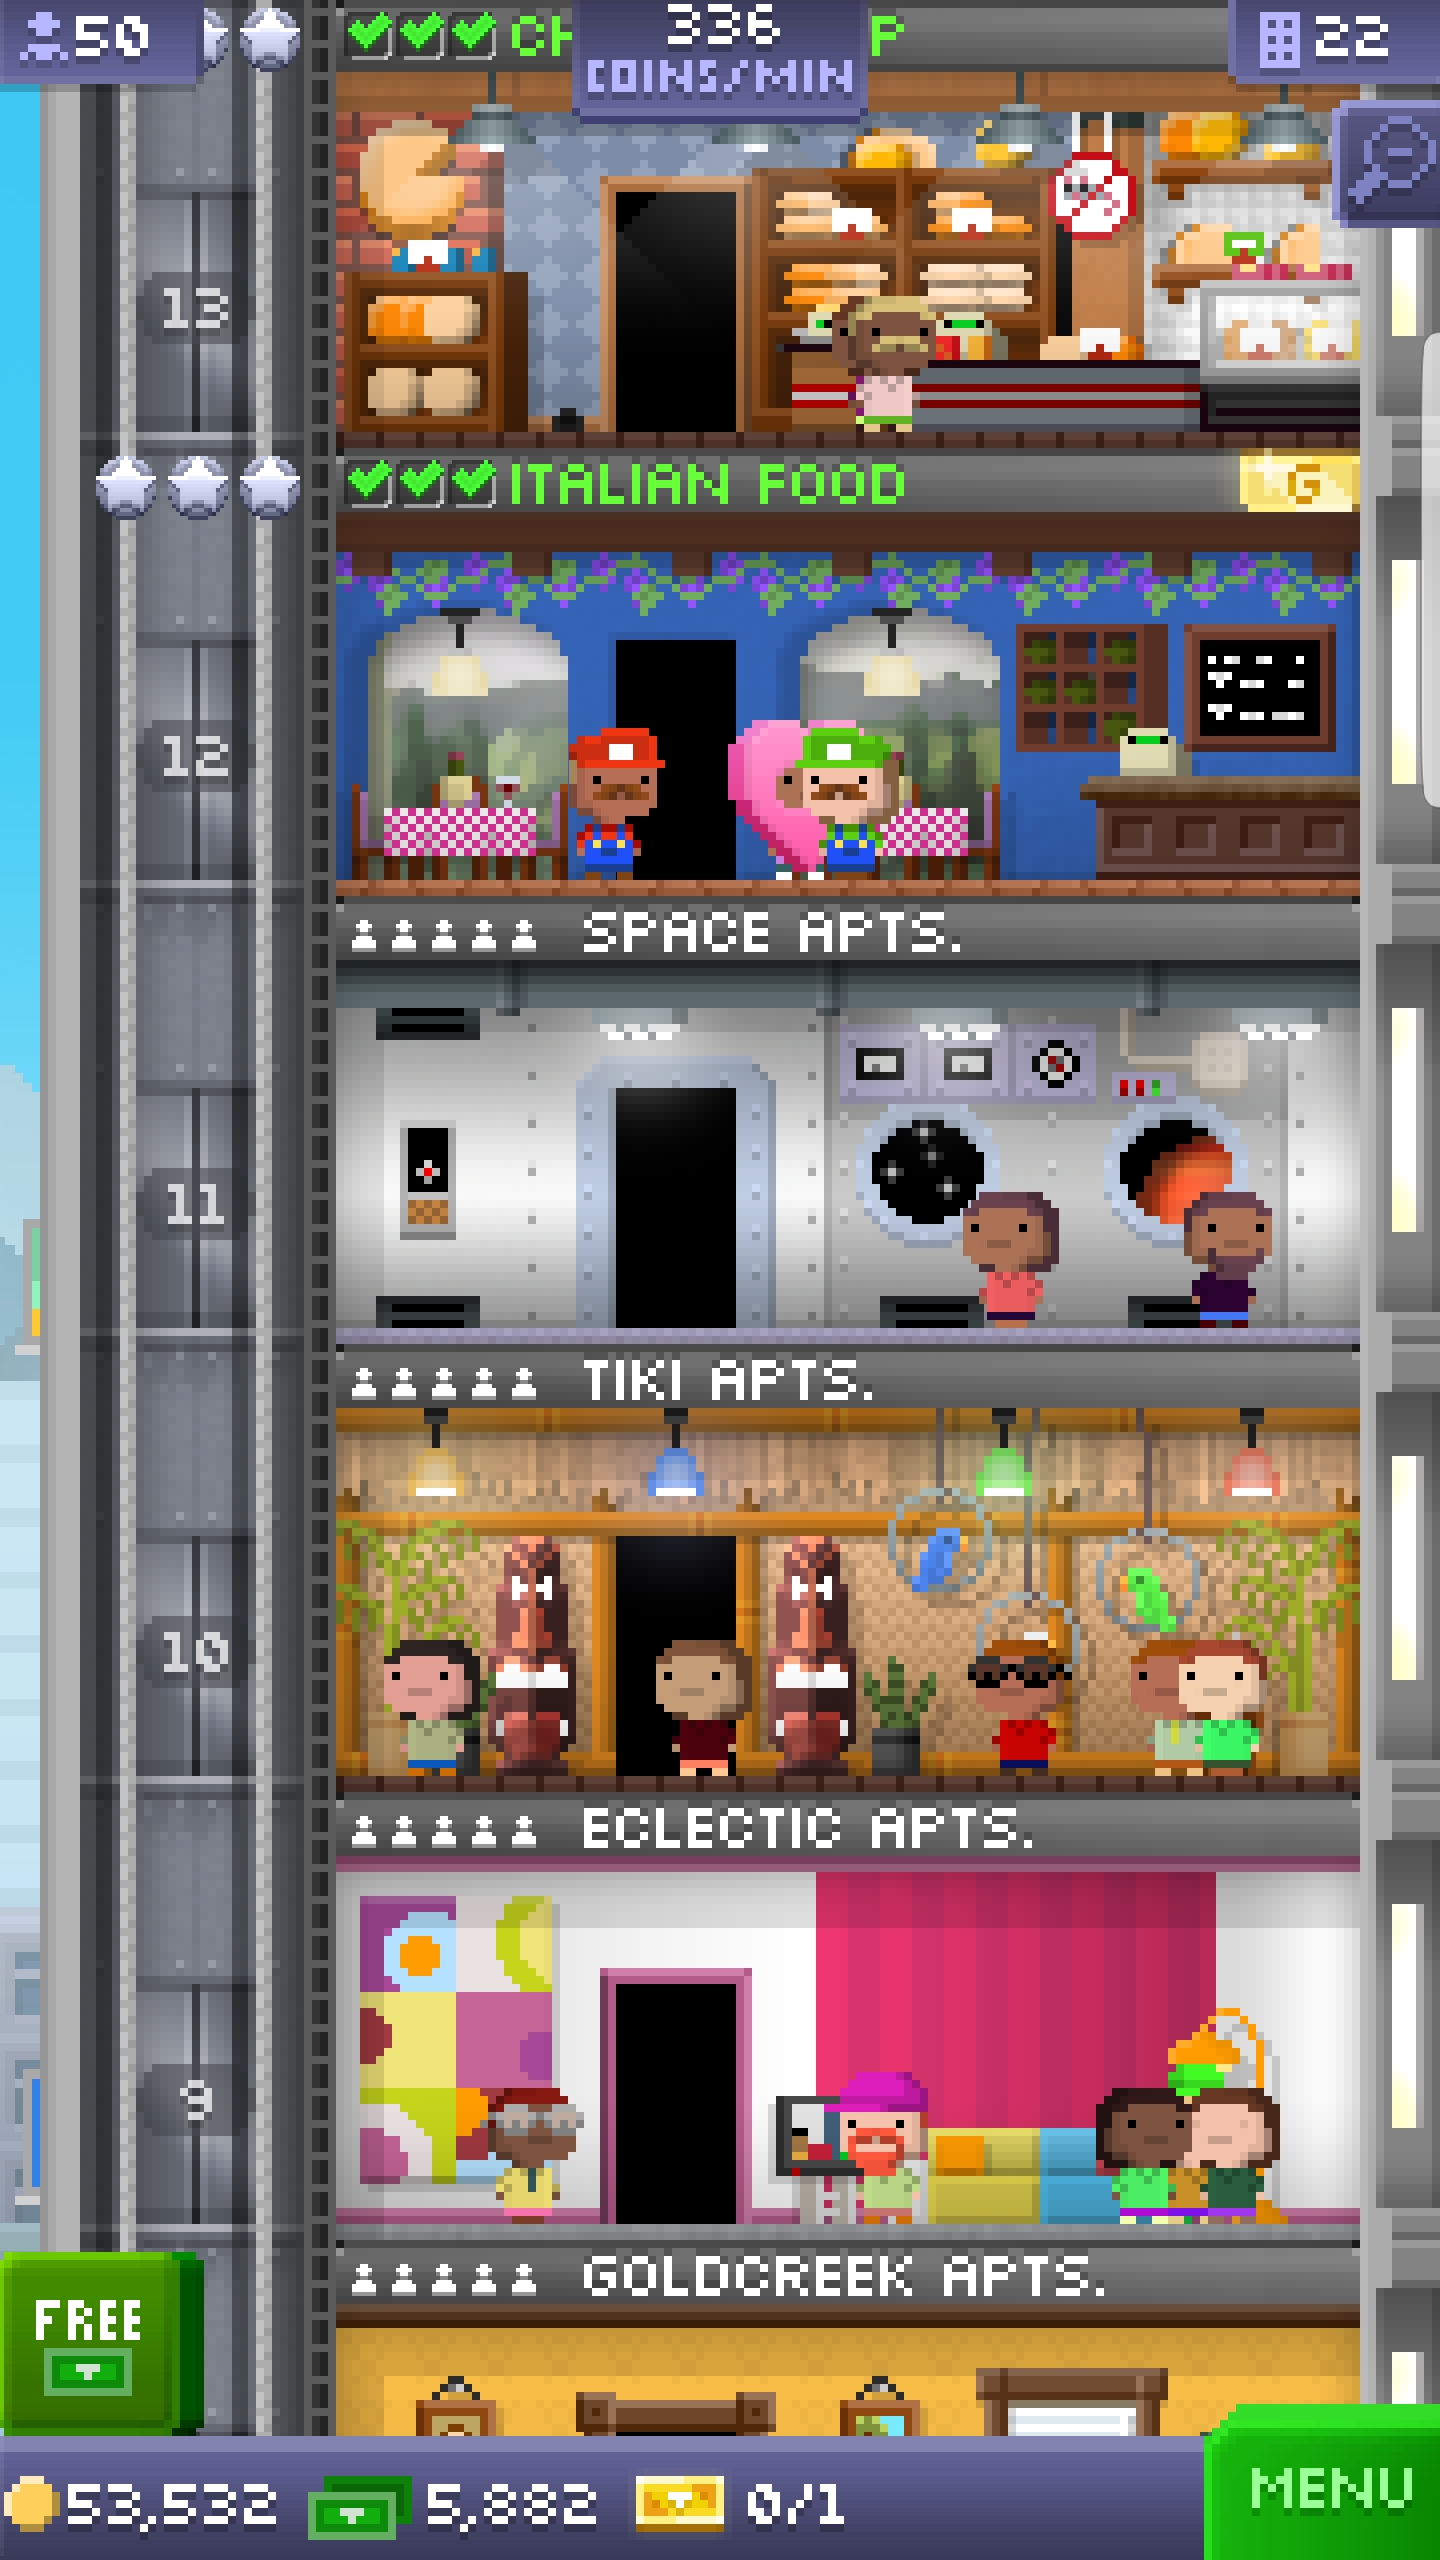 50
336
COINS/MIN
22
CH P
13
ITALIAN FOOD
G
12
SPACE APTS.
11
TIKI APTS.
10
ECLECTIC APTS.
9
GOLDCREEK APTS.
FREE
53,532 5,882 0/1
MENU